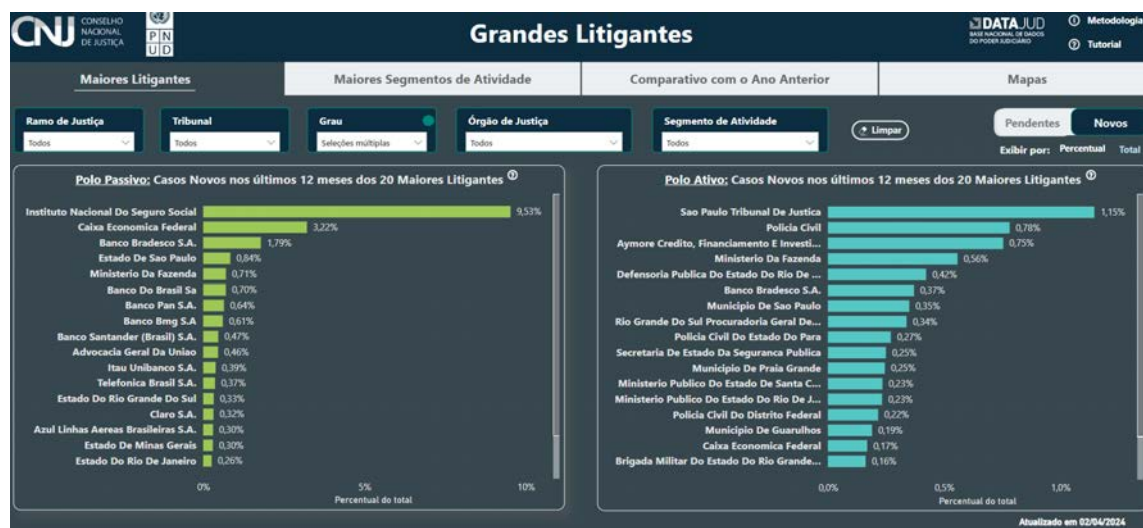 CNJ CONSELHO NACIONAL DE JUSTIÇA
PNUD
Grandes Litigantes
DATAJUD
BASE NACIONAL DE DADOS DO PODER JUDICIÁRIO
Metodologia
Tutorial
Maiores Litigantes
Maiores Segmentos de Atividade
Comparativo com o Ano Anterior
Mapas
Ramo de Justiça
Todos
Tribunal
Todos
Grau
Seleções múltiplas
Órgão de Justiça
Todos
Segmento de Atividade
Todos
Limpar
Pendentes
Novos
Exibir por: Percentual Total
Polo Passivo: Casos Novos nos últimos 12 meses dos 20 Maiores Litigantes
Instituto Nacional Do Seguro Social 9,53%
Caixa Economica Federal 3,22%
Banco Bradesco S.A. 1,79%
Estado De Sao Paulo 0,84%
Ministerio Da Fazenda 0,71%
Banco Do Brasil Sa 0,70%
Banco Pan S.A. 0,64%
Banco Bmg S.A 0,61%
Banco Santander (Brasil) S.A. 0,47%
Advocacia Geral Da Uniao 0,46%
Itau Unibanco S.A. 0,39%
Telefonica Brasil S.A. 0,37%
Estado Do Rio Grande Do Sul 0,33%
Claro S.A. 0,32%
Azul Linhas Aereas Brasileiras S.A. 0,30%
Estado De Minas Gerais 0,30%
Estado Do Rio De Janeiro 0,26%
0% 5% 10%
Percentual do total
Polo Ativo: Casos Novos nos últimos 12 meses dos 20 Maiores Litigantes
Sao Paulo Tribunal De Justica 1,15%
Policia Civil 0,78%
Aymore Credito, Financiamento E Investi... 0,75%
Ministerio Da Fazenda 0,56%
Defensoria Publica Do Estado Do Rio De ... 0,42%
Banco Bradesco S.A. 0,37%
Municipio De Sao Paulo 0,35%
Rio Grande Do Sul Procuradoria Geral De... 0,34%
Policia Civil Do Estado Do Para 0,27%
Secretaria De Estado Da Seguranca Publica 0,25%
Municipio De Praia Grande 0,25%
Ministerio Publico Do Estado De Santa C... 0,23%
Ministerio Publico Do Estado Do Rio De J... 0,23%
Policia Civil Do Distrito Federal 0,22%
Municipio De Guarulhos 0,19%
Caixa Economica Federal 0,17%
Brigada Militar Do Estado Do Rio Grande... 0,16%
0,0% 0,5% 1,0%
Percentual do total
Atualizado em 02/04/2024